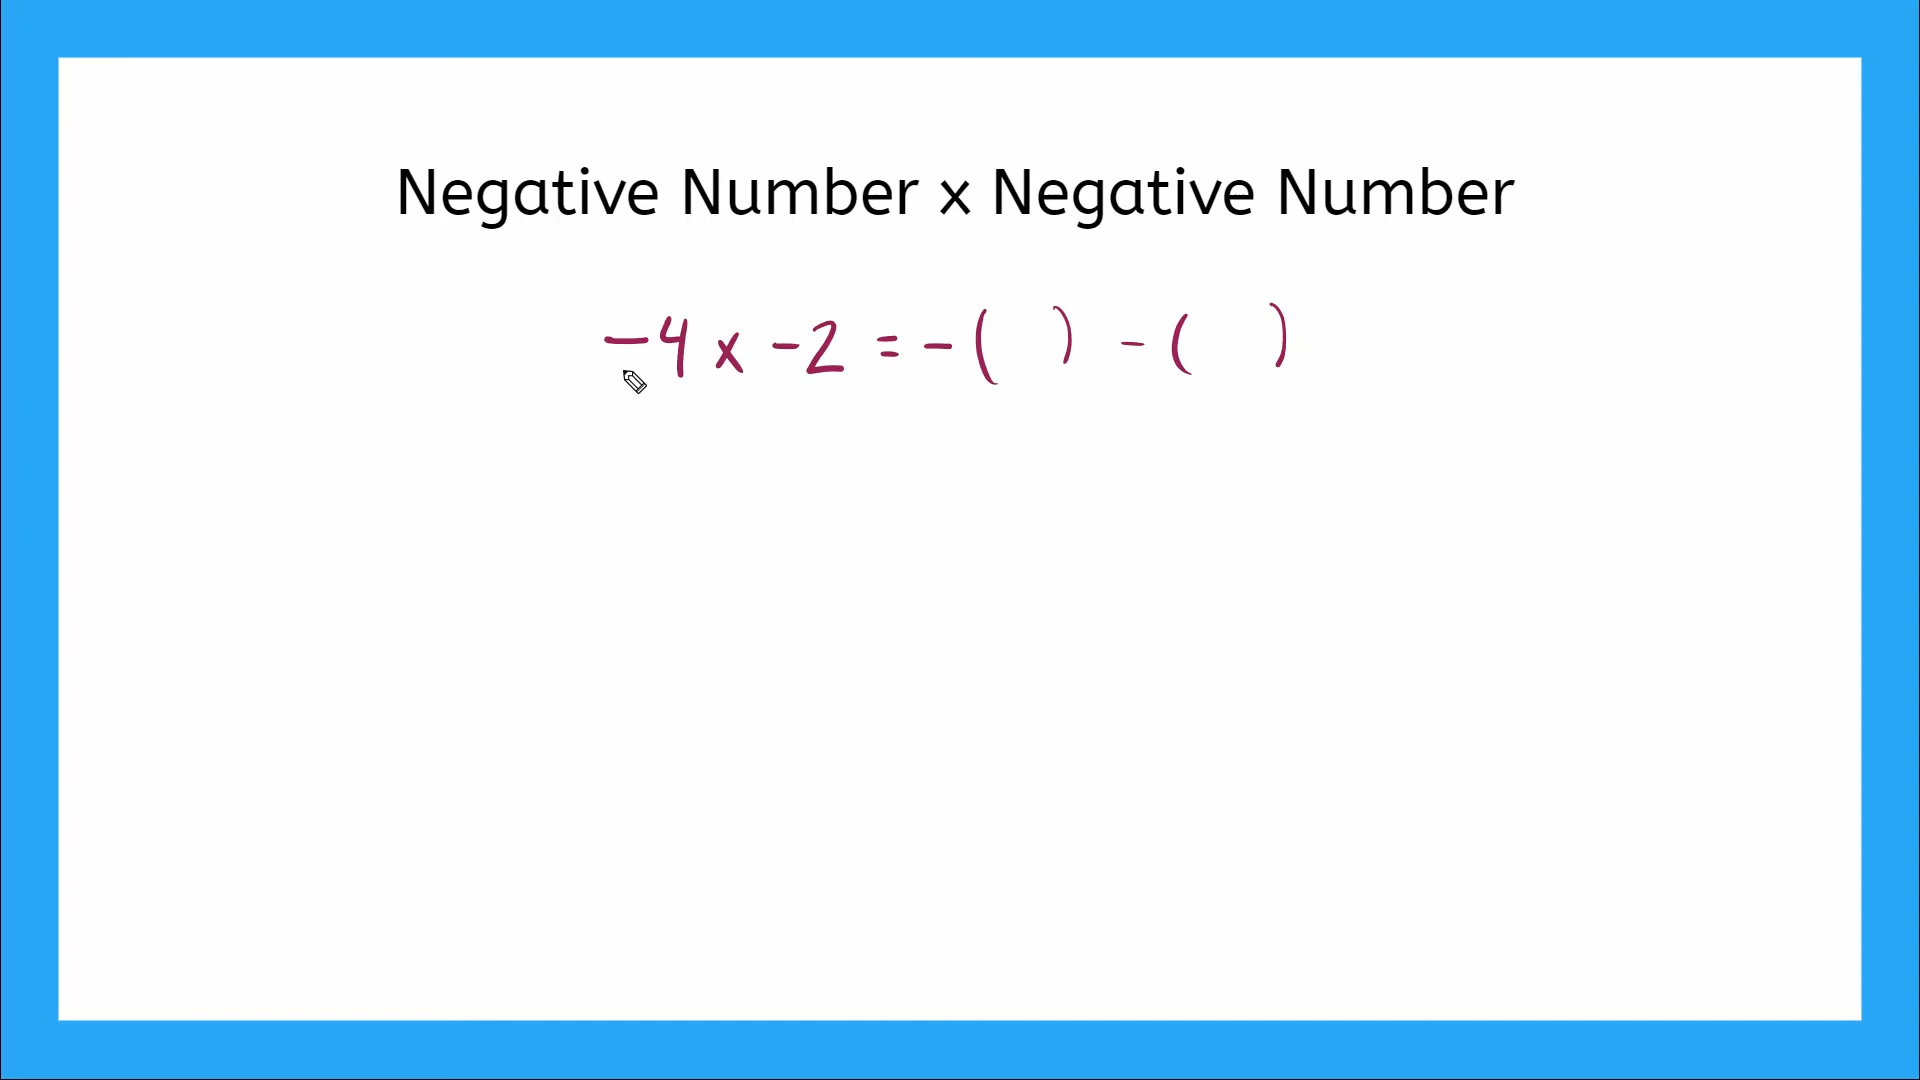 Negative Number x Negative Number
-4 x -2 = -( ) - ( )